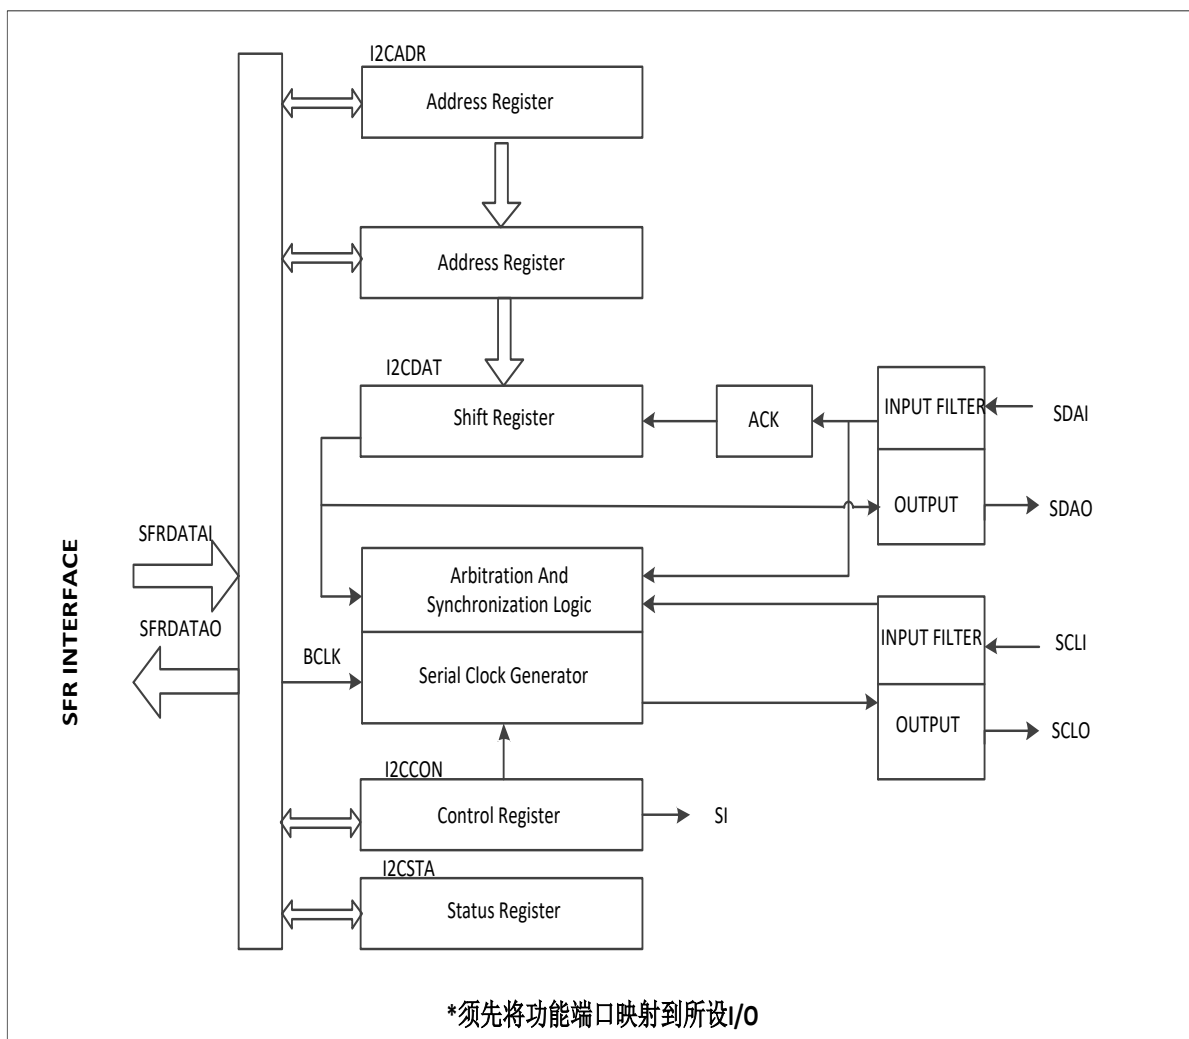 I2CADR
Address Register
Address Register
I2CDAT
Shift Register
ACK
INPUT FILTER
SDAI
OUTPUT
SDAO
SFR INTERFACE
SFRDATAI
SFRDATAO
Arbitration And
Synchronization Logic
BCLK
Serial Clock Generator
INPUT FILTER
SCLI
OUTPUT
SCLO
I2CCON
Control Register
SI
I2CSTA
Status Register
*须先将功能端口映射到所设I/O